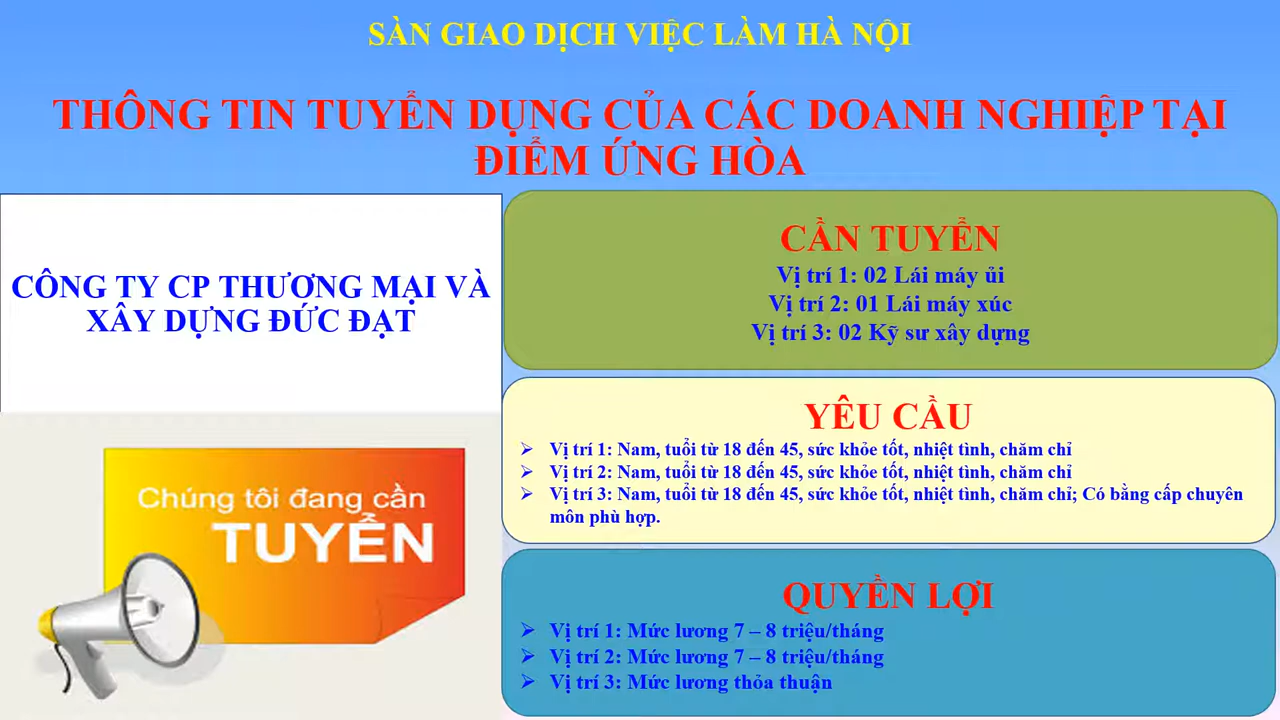 SÀN GIAO DỊCH VIỆC LÀM HÀ NỘI
THÔNG TIN TUYỂN DỤNG CỦA CÁC DOANH NGHIỆP TẠI
ĐIỂM ỨNG HÒA
CÔNG TY CP THƯƠNG MẠI VÀ
XÂY DỰNG ĐỨC ĐẠT
Chúng tôi đang cần
TUYỂN
CẦN TUYỂN
Vị trí 1: 02 Lái máy ủi
Vị trí 2: 01 Lái máy xúc
Vị trí 3: 02 Kỹ sư xây dựng
YÊU CẦU
➢ Vị trí 1: Nam, tuổi từ 18 đến 45, sức khỏe tốt, nhiệt tình, chăm chỉ
➢ Vị trí 2: Nam, tuổi từ 18 đến 45, sức khỏe tốt, nhiệt tình, chăm chỉ
➢ Vị trí 3: Nam, tuổi từ 18 đến 45, sức khỏe tốt, nhiệt tình, chăm chỉ; Có bằng cấp chuyên
môn phù hợp.
QUYỀN LỢI
➢ Vị trí 1: Mức lương 7 – 8 triệu/tháng
➢ Vị trí 2: Mức lương 7 – 8 triệu/tháng
➢ Vị trí 3: Mức lương thỏa thuận